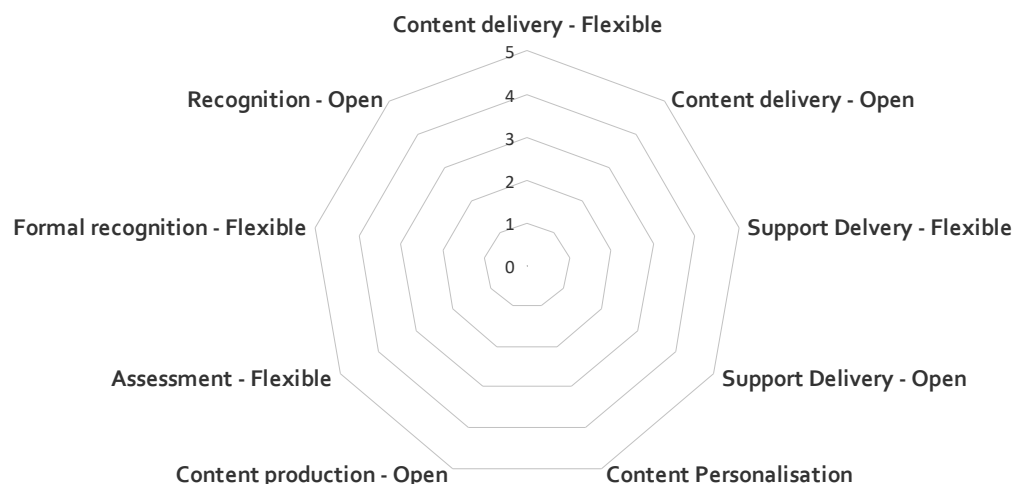 Content delivery - Flexible
5
Recognition - Open
Content delivery - Open
4
3
2
1
Formal recognition - Flexible
Support Delvery - Flexible
0
Assessment - Flexible
Support Delivery - Open
Content production - Open
Content Personalisation